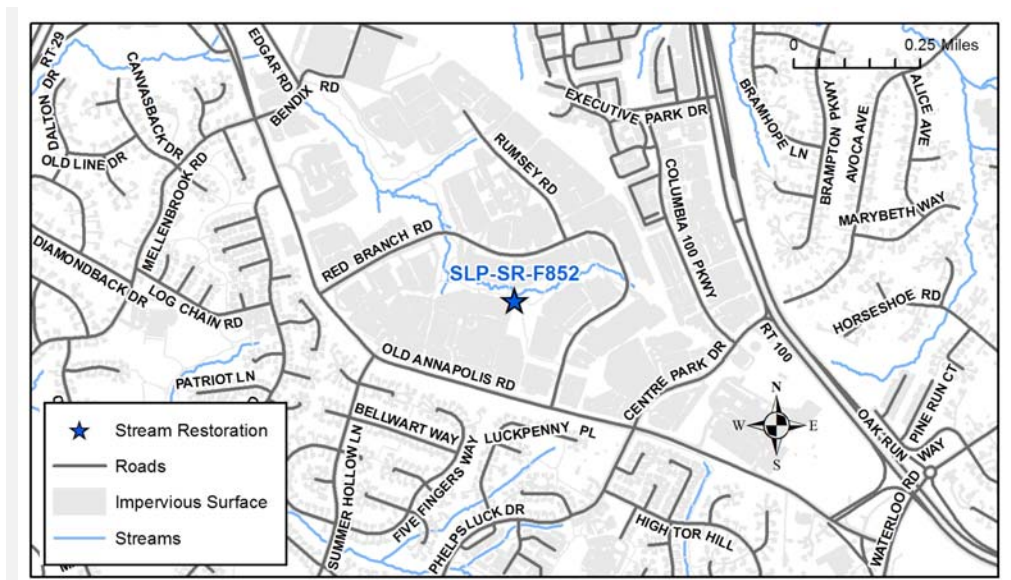 DALTON DR
RT 29
CANVASBACK DR
OLD LINE DR
MELLENBROOK RD
EDGAR RD
BENDIX RD
EXECUTIVE PARK DR
RUMSEY RD
0 0.25 Miles
BRAMHOPE LN
BRAMPTON PKWY
AVOCA AVE
ALICE AVE
MARYBETH WAY
COLUMBIA 100 PKWY
RED BRANCH RD
SLP-SR-F852
DIAMONDBACK DR
LOG CHAIN RD
HORSESHOE RD
RT 100
PATRIOT LN
OLD ANNAPOLIS RD
CENTRE PARK DR
N
W E
S
PINE RUN CT
OAK RUN WAY
WATERLOO RD
BELLWART WAY
LUCKPENNY PL
SUMMER HOLLOW LN
FIVE FINGERS WAY
PHELPS LUCK DR
HIGH TOR HILL
Stream Restoration
Roads
Impervious Surface
Streams